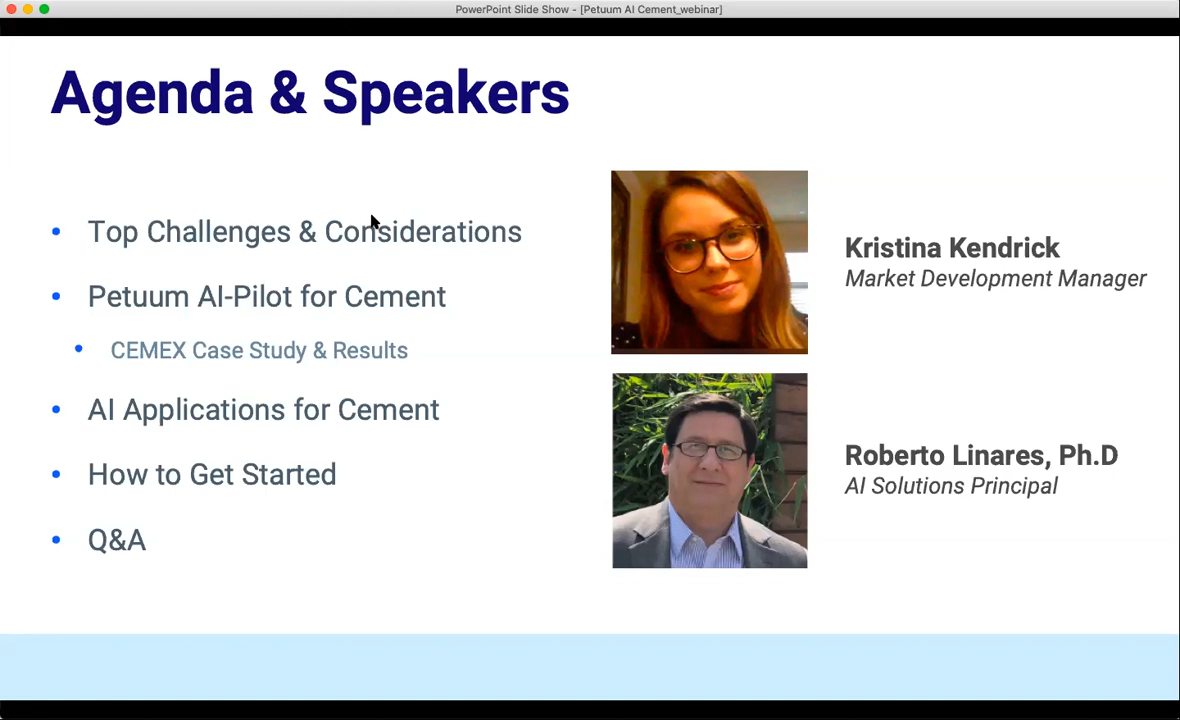 PowerPoint Slide Show - [Petuum AI Cement_webinar]
Agenda & Speakers
• Top Challenges & Considerations
• Petuum AI-Pilot for Cement
• CEMEX Case Study & Results
• AI Applications for Cement
• How to Get Started
• Q&A
Kristina Kendrick
Market Development Manager
Roberto Linares, Ph.D
AI Solutions Principal